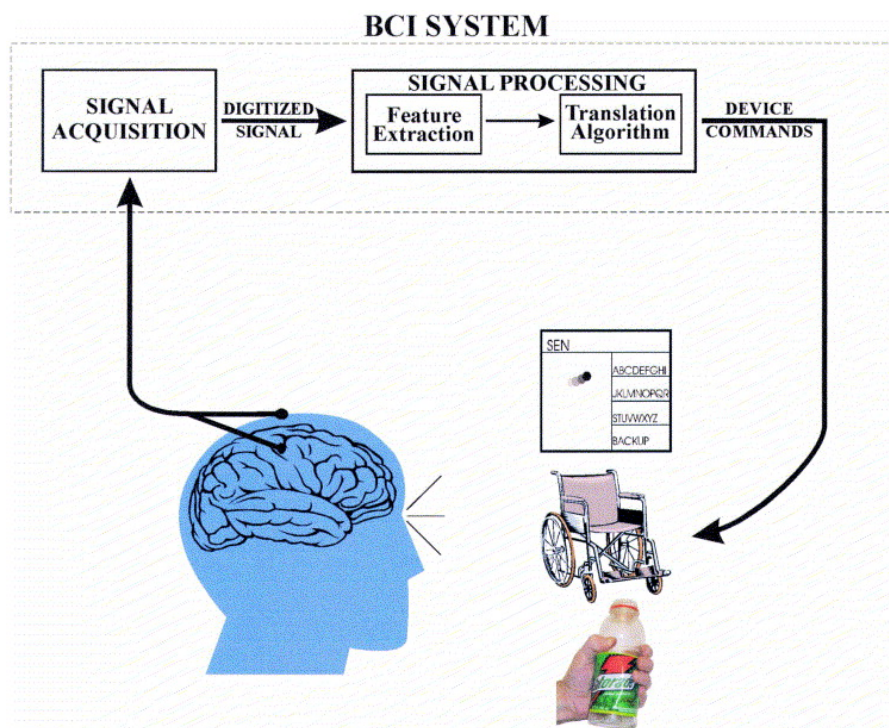 BCI SYSTEM
SIGNAL
ACQUISITION
DIGITIZED
SIGNAL
SIGNAL PROCESSING
Feature
Extraction
Translation
Algorithm
DEVICE
COMMANDS
SEN
ABCDEFGHI
JKLMNOPQR
STUVWXYZ
BACKUP